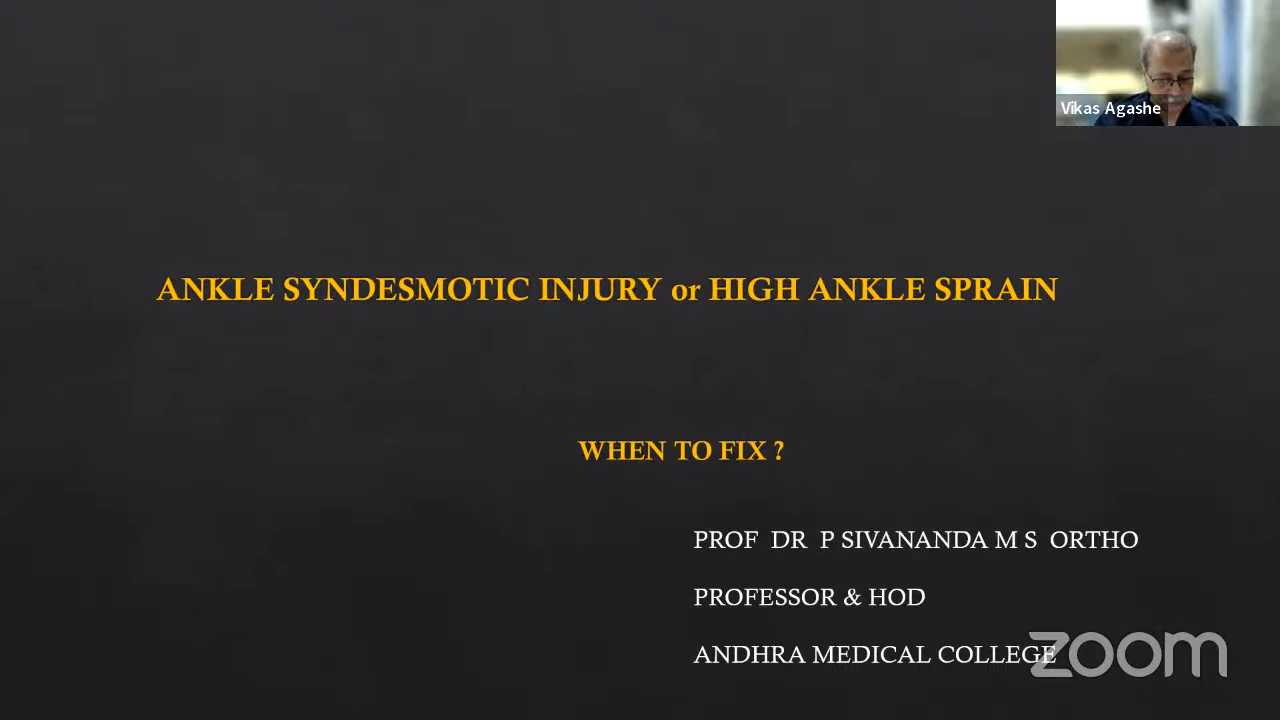 Vikas Agashe
ANKLE SYNDESMOTIC INJURY or HIGH ANKLE SPRAIN
WHEN TO FIX ?
PROF DR P SIVANANDA M S ORTHO
PROFESSOR & HOD
ANDHRA MEDICAL COLLEGE
zoom